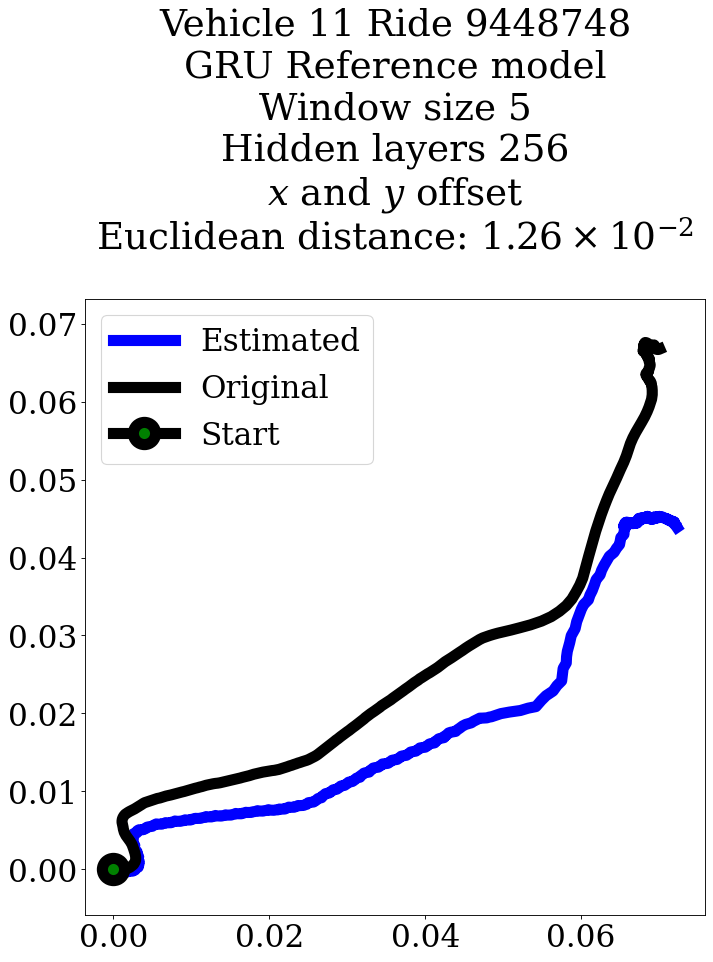 Vehicle 11 Ride 9448748
GRU Reference model
Window size 5
Hidden layers 256
x and y offset
Euclidean distance: 1.26 × 10⁻²
Estimated
Original
Start
0.07
0.06
0.05
0.04
0.03
0.02
0.01
0.00
0.00 0.02 0.04 0.06